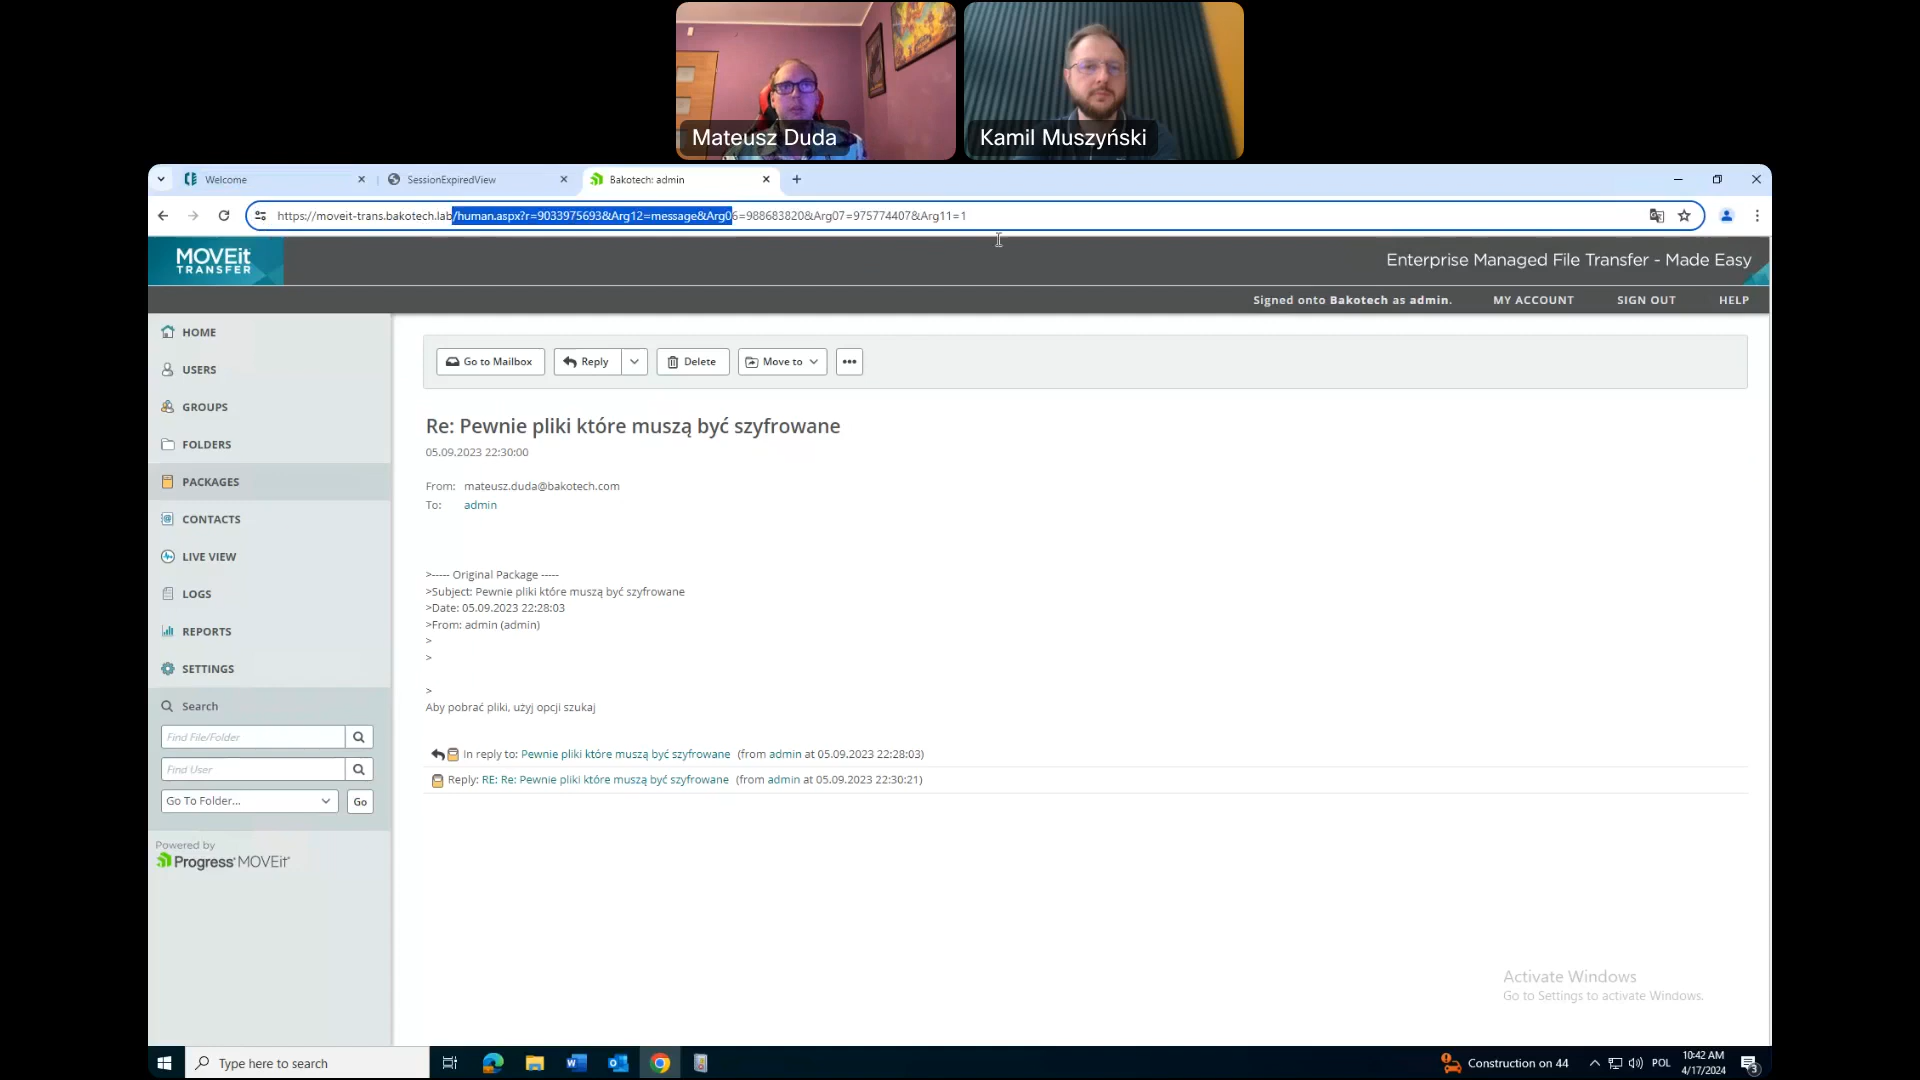 Mateusz Duda
Kamil Muszyński
Welcome
SessionExpiredView
Bakotech: admin
https://moveit-trans.bakotech.lab/human.aspx?r=9033975693&Arg12=message&Arg06=988683820&Arg07=975774407&Arg11=1
MOVEit
TRANSFER
Enterprise Managed File Transfer - Made Easy
Signed onto Bakotech as admin.
MY ACCOUNT
SIGN OUT
HELP
HOME
USERS
GROUPS
FOLDERS
PACKAGES
CONTACTS
LIVE VIEW
LOGS
REPORTS
SETTINGS
Search
Find File/Folder
Find User
Go To Folder...
Go
Powered by
Progress MOVEit
Go to Mailbox
Reply
Delete
Move to
Re: Pewnie pliki które muszą być szyfrowane
05.09.2023 22:30:00
From: mateusz.duda@bakotech.com
To: admin
>----- Original Package -----
>Subject: Pewnie pliki które muszą być szyfrowane
>Date: 05.09.2023 22:28:03
>From: admin (admin)
>
>
>
Aby pobrać pliki, użyj opcji szukaj
In reply to: Pewnie pliki które muszą być szyfrowane (from admin at 05.09.2023 22:28:03)
Reply: RE: Re: Pewnie pliki które muszą być szyfrowane (from admin at 05.09.2023 22:30:21)
Activate Windows
Go to Settings to activate Windows.
Type here to search
Construction on 44
POL
10:42 AM
4/17/2024
3